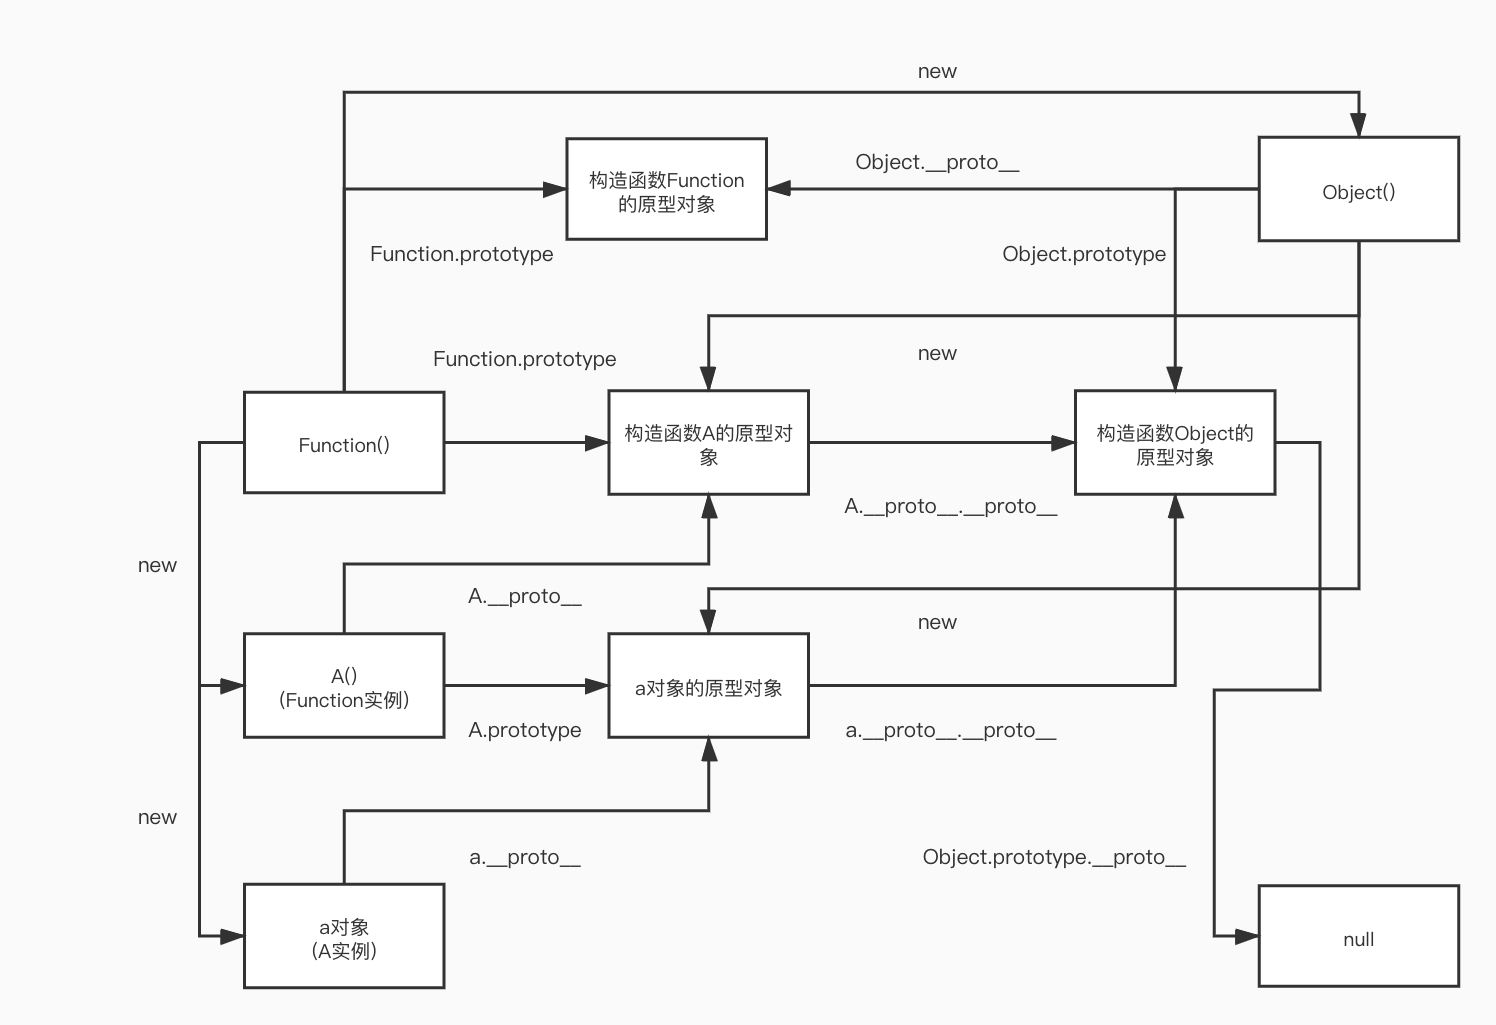 new
构造函数Function
的原型对象
Object.__proto__
Object()
Function.prototype
Object.prototype
Function.prototype
new
Function()
构造函数A的原型对
象
构造函数Object的
原型对象
A.__proto__.__proto__
new
A.__proto__
new
A()
(Function实例)
a对象的原型对象
A.prototype
a.__proto__.__proto__
new
a.__proto__
Object.prototype.__proto__
a对象
(A实例)
null